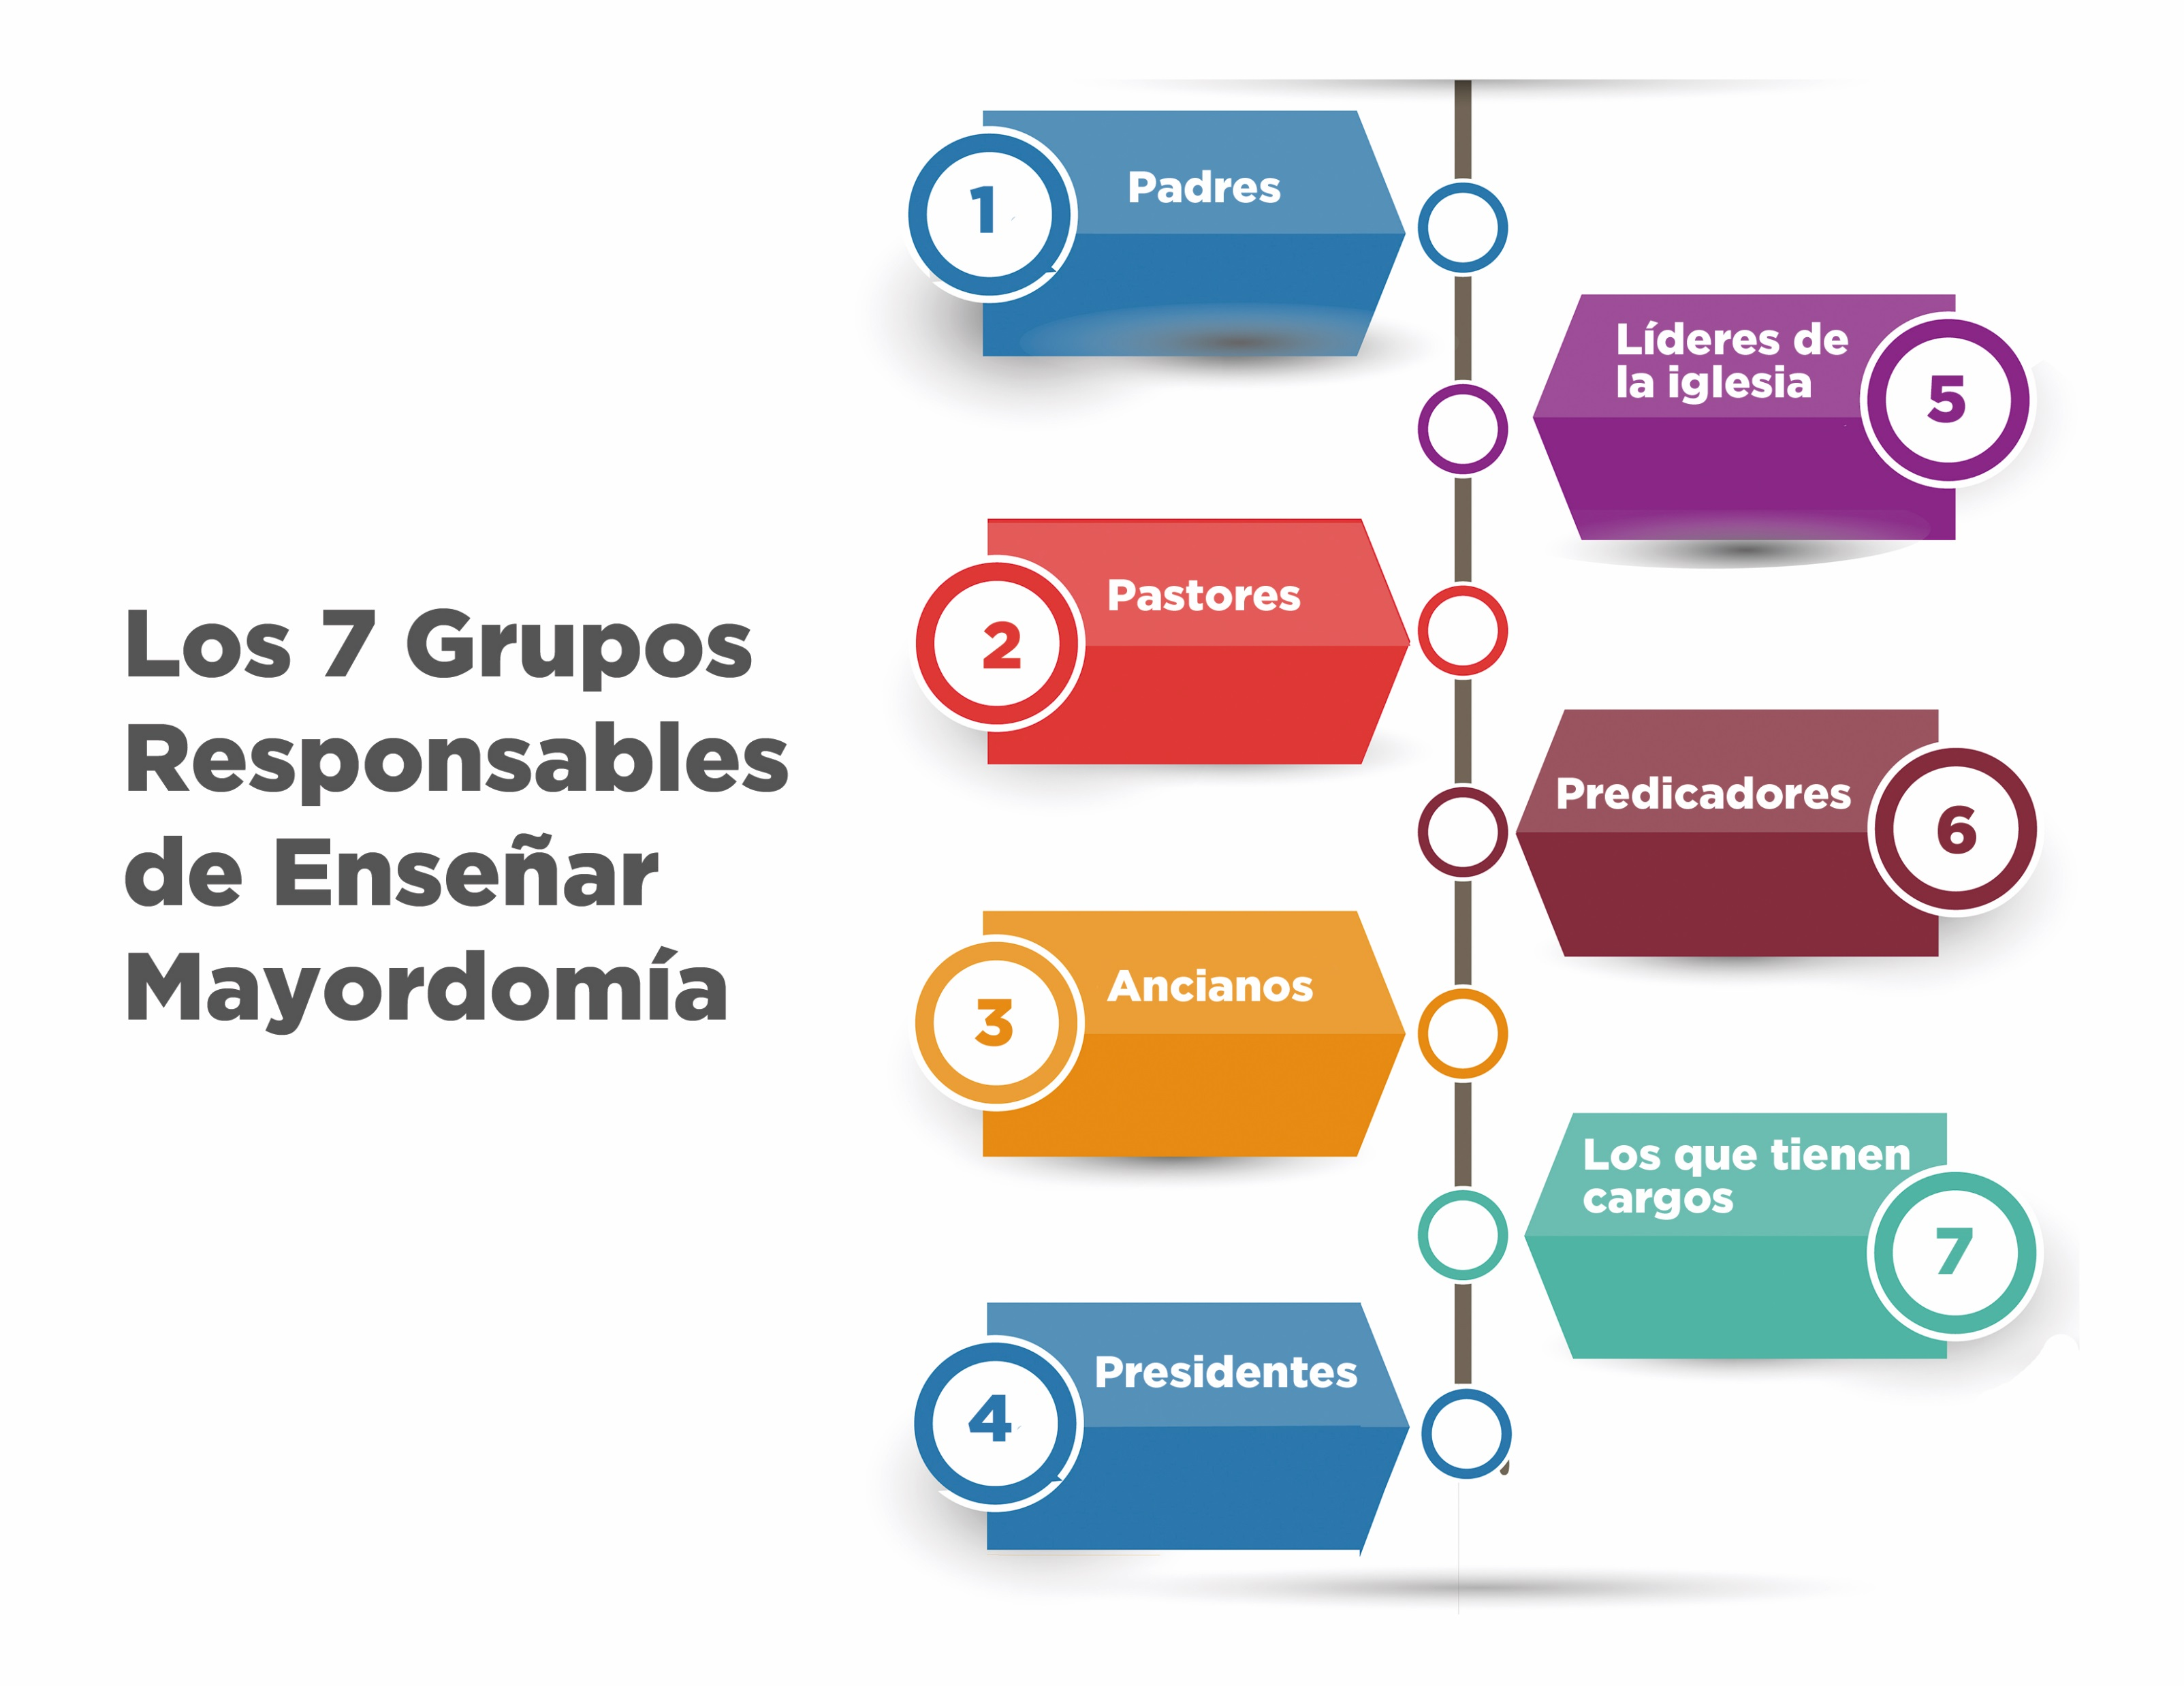 Los 7 Grupos
Responsables
de Enseñar
Mayordomía
1
Padres
2
Pastores
3
Ancianos
4
Presidentes
Líderes de
la iglesia
5
Predicadores
6
Los que tienen
cargos
7